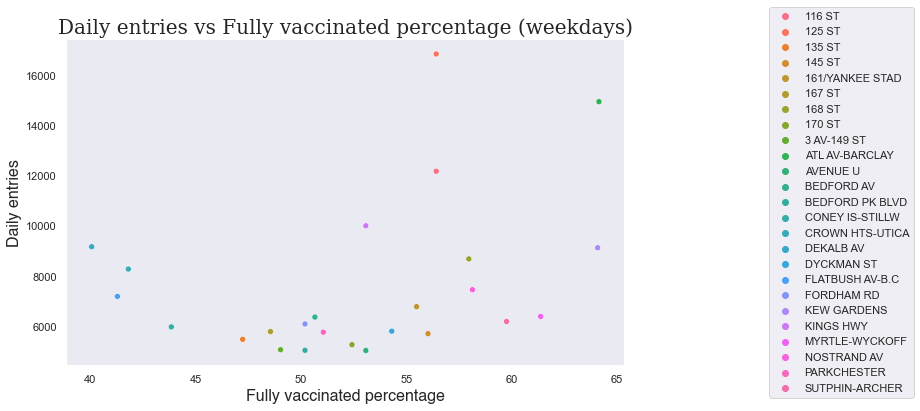 Daily entries vs Fully vaccinated percentage (weekdays)
Daily entries
16000
14000
12000
10000
8000
6000
40 45 50 55 60 65
Fully vaccinated percentage
116 ST
125 ST
135 ST
145 ST
161/YANKEE STAD
167 ST
168 ST
170 ST
3 AV-149 ST
ATL AV-BARCLAY
AVENUE U
BEDFORD AV
BEDFORD PK BLVD
CONEY IS-STILLW
CROWN HTS-UTICA
DEKALB AV
DYCKMAN ST
FLATBUSH AV-B.C
FORDHAM RD
KEW GARDENS
KINGS HWY
MYRTLE-WYCKOFF
NOSTRAND AV
PARKCHESTER
SUTPHIN-ARCHER